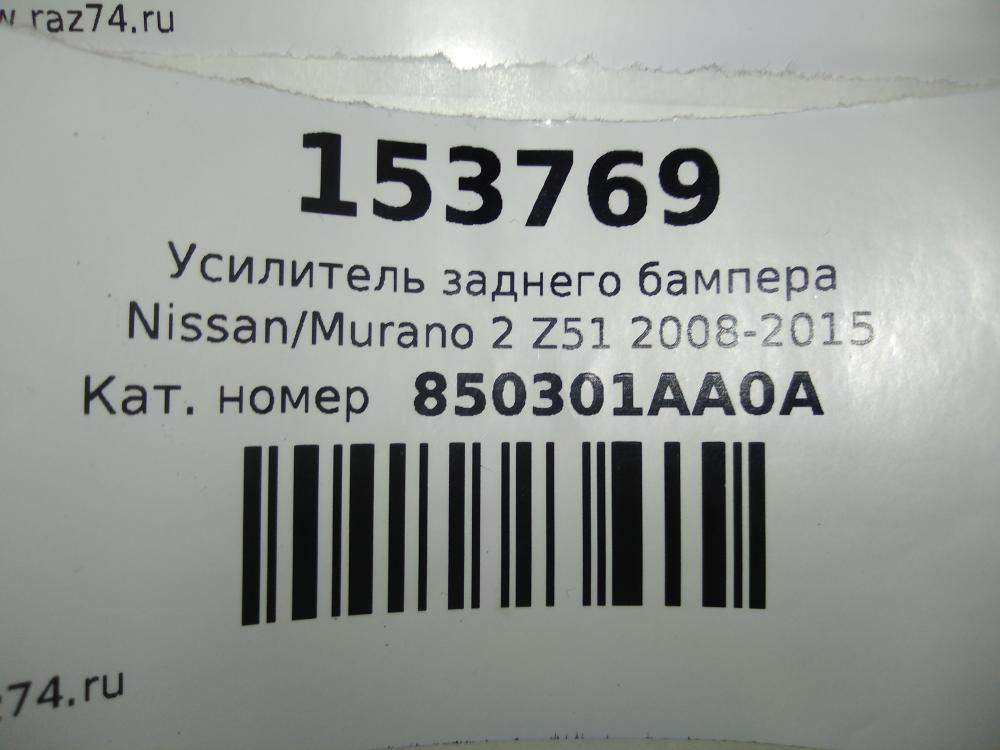 raz74.ru
153769
Усилитель заднего бампера
Nissan/Murano 2 Z51 2008-2015
Кат. номер 850301AA0A
z74.ru